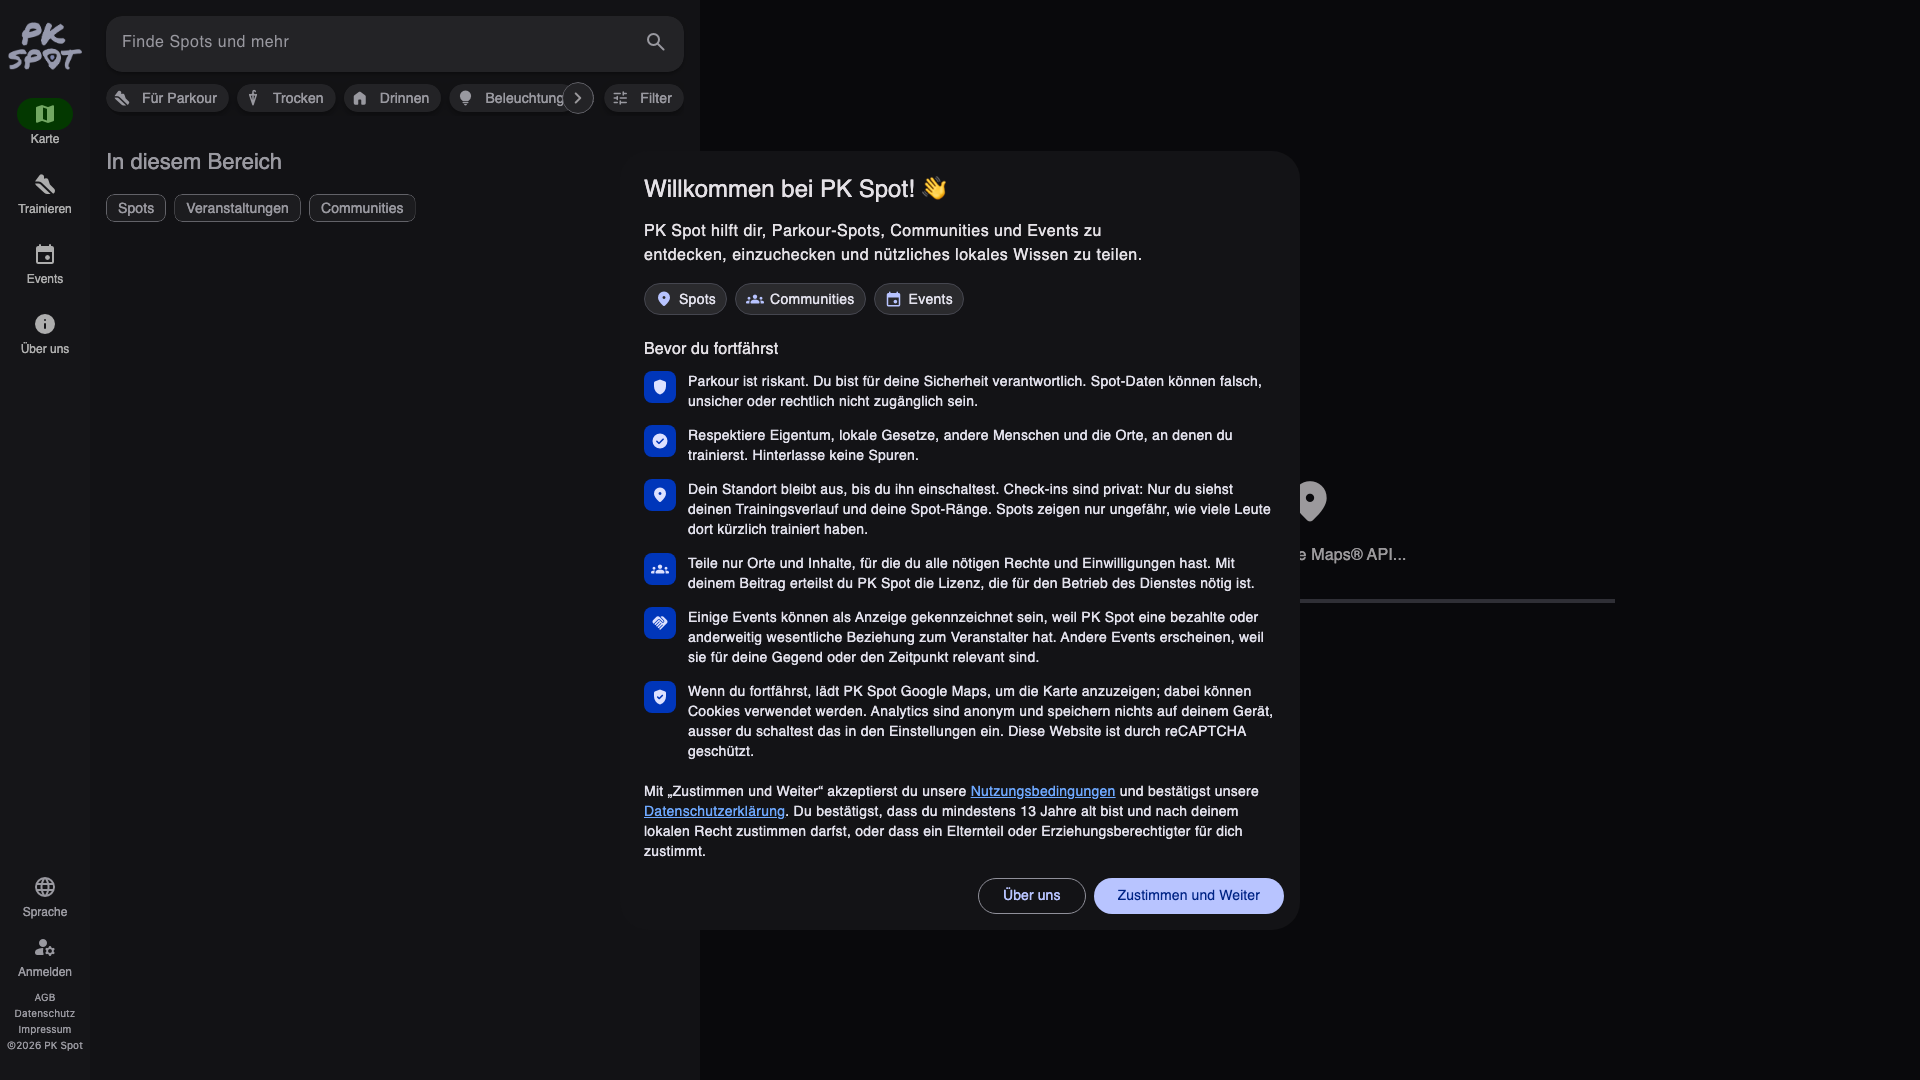 PK
SPOT
Karte
Trainieren
Events
Über uns
Sprache
Anmelden
AGB
Datenschutz
Impressum
©2026 PK Spot
Finde Spots und mehr
Für Parkour
Trocken
Drinnen
Beleuchtung
Filter
In diesem Bereich
Spots
Veranstaltungen
Communities
Willkommen bei PK Spot! 👋
PK Spot hilft dir, Parkour-Spots, Communities und Events zu
entdecken, einzuchecken und nützliches lokales Wissen zu teilen.
Spots
Communities
Events
Bevor du fortfährst
Parkour ist riskant. Du bist für deine Sicherheit verantwortlich. Spot-Daten können falsch,
unsicher oder rechtlich nicht zugänglich sein.
Respektiere Eigentum, lokale Gesetze, andere Menschen und die Orte, an denen du
trainierst. Hinterlasse keine Spuren.
Dein Standort bleibt aus, bis du ihn einschaltest. Check-ins sind privat: Nur du siehst
deinen Trainingsverlauf und deine Spot-Ränge. Spots zeigen nur ungefähr, wie viele Leute
dort kürzlich trainiert haben.
Teile nur Orte und Inhalte, für die du alle nötigen Rechte und Einwilligungen hast. Mit
deinem Beitrag erteilst du PK Spot die Lizenz, die für den Betrieb des Dienstes nötig ist.
Einige Events können als Anzeige gekennzeichnet sein, weil PK Spot eine bezahlte oder
anderweitig wesentliche Beziehung zum Veranstalter hat. Andere Events erscheinen, weil
sie für deine Gegend oder den Zeitpunkt relevant sind.
Wenn du fortfährst, lädt PK Spot Google Maps, um die Karte anzuzeigen; dabei können
Cookies verwendet werden. Analytics sind anonym und speichern nichts auf deinem Gerät,
ausser du schaltest das in den Einstellungen ein. Diese Website ist durch reCAPTCHA
geschützt.
Mit „Zustimmen und Weiter“ akzeptierst du unsere Nutzungsbedingungen und bestätigst unsere
Datenschutzerklärung. Du bestätigst, dass du mindestens 13 Jahre alt bist und nach deinem
lokalen Recht zustimmen darfst, oder dass ein Elternteil oder Erziehungsberechtigter für dich
zustimmt.
Über uns
Zustimmen und Weiter
e Maps® API...